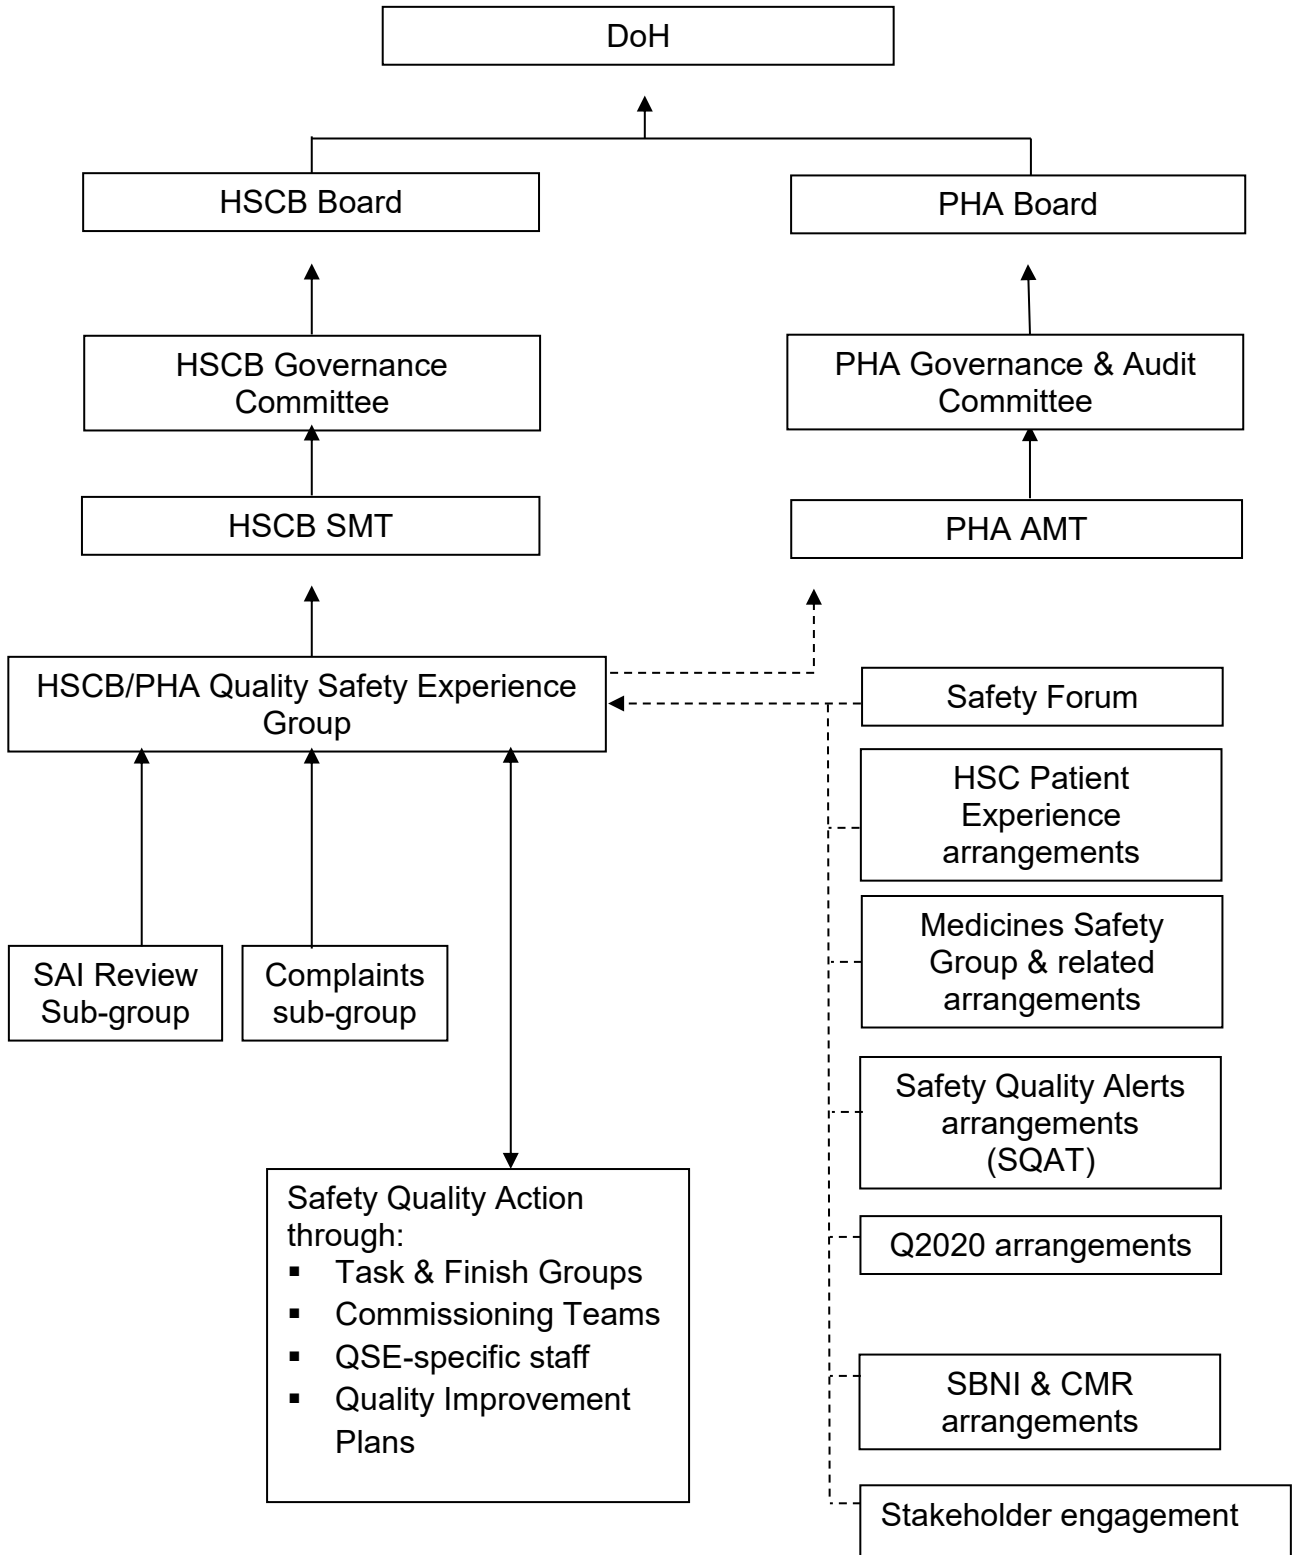 DoH
HSCB Board
PHA Board
HSCB Governance
Committee
PHA Governance & Audit
Committee
HSCB SMT
PHA AMT
HSCB/PHA Quality Safety Experience
Group
Safety Forum
HSC Patient
Experience
arrangements
Medicines Safety
Group & related
arrangements
SAI Review
Sub-group
Complaints
sub-group
Safety Quality Alerts
arrangements
(SQAT)
Safety Quality Action
through:
▪ Task & Finish Groups
▪ Commissioning Teams
▪ QSE-specific staff
▪ Quality Improvement
Plans
Q2020 arrangements
SBNI & CMR
arrangements
Stakeholder engagement